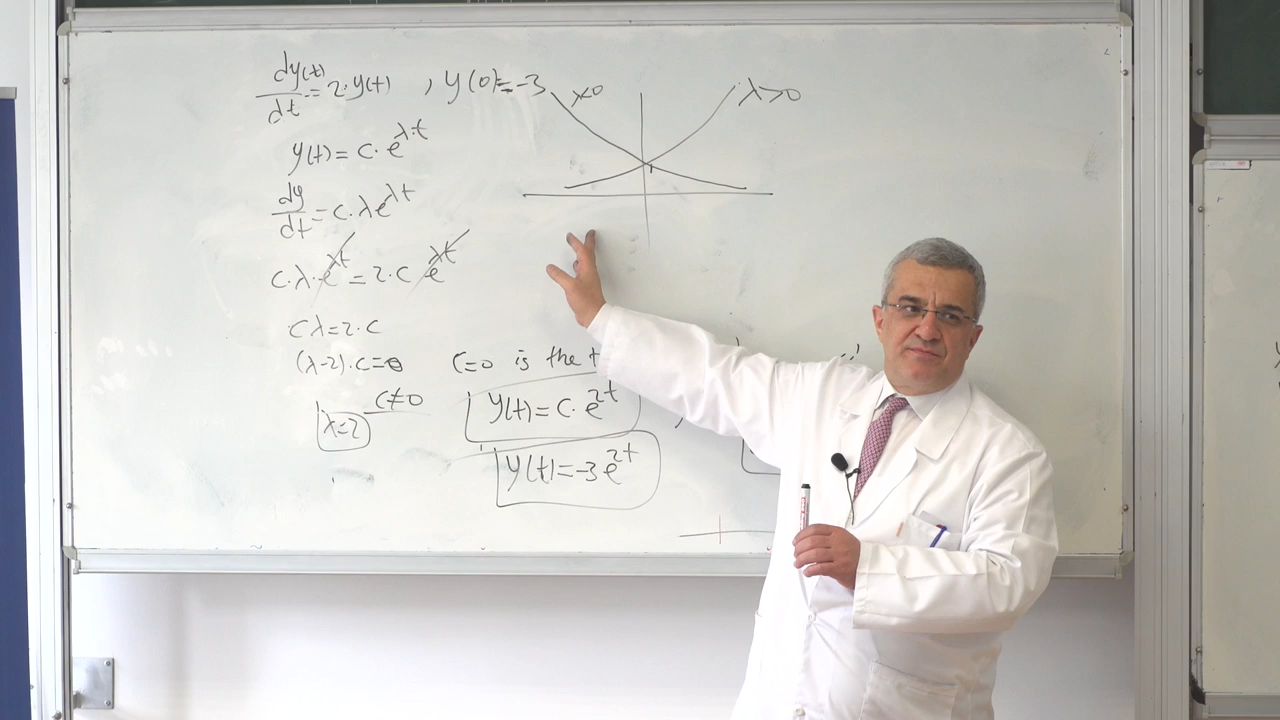 dy(t)/dt = 2·y(t) , y(0) = -3
λ<0
λ>0
y(t) = c·e^λt
dy/dt = c·λe^λt
c·λ·e^λt = 2·c e^λt
cλ = 2·c
(λ-2)·c = 0 c=0 is the
c≠0
λ=2
y(t) = c·e^2t
y(t) = -3e^2t